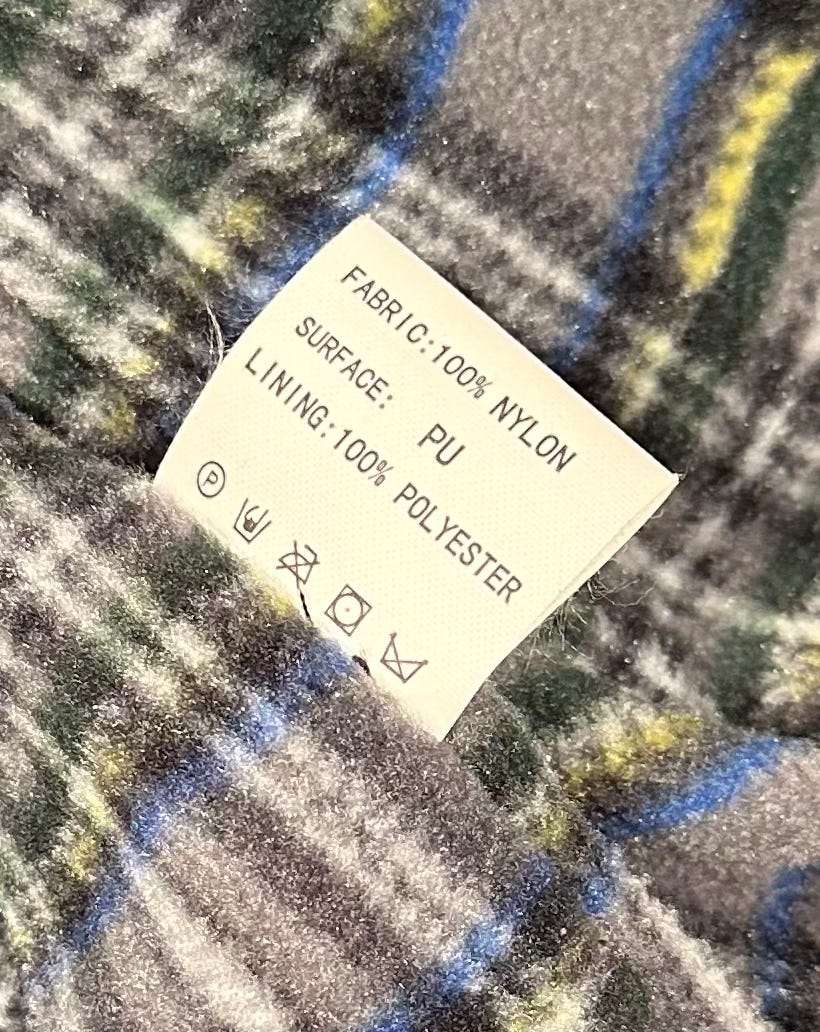 FABRIC:100% NYLON
SURFACE: PU
LINING:100% POLYESTER
P